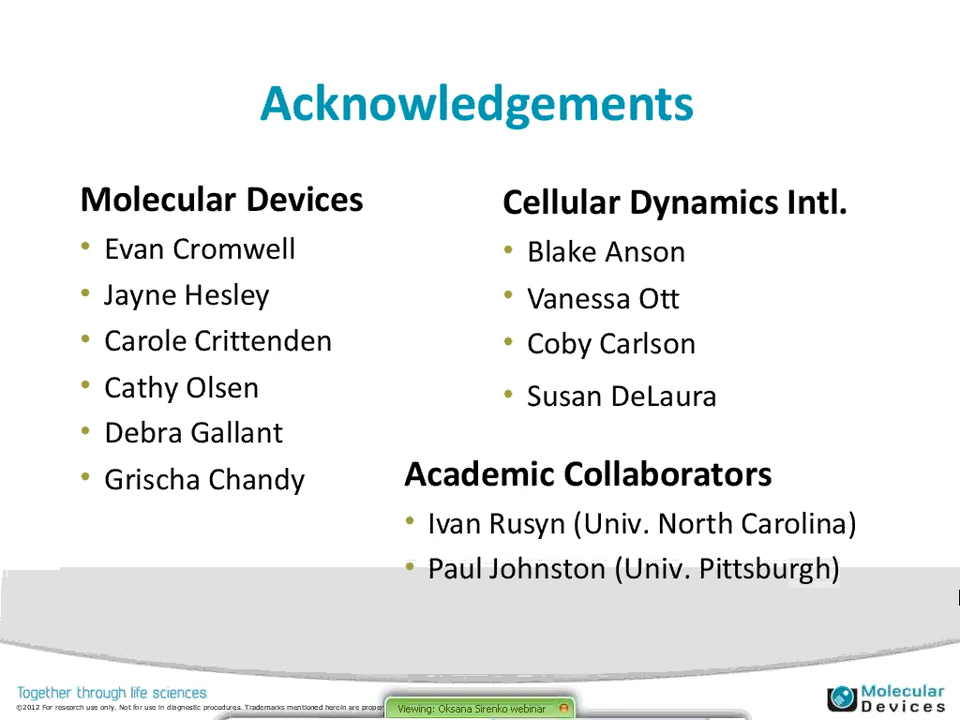 Acknowledgements
Molecular Devices
• Evan Cromwell
• Jayne Hesley
• Carole Crittenden
• Cathy Olsen
• Debra Gallant
• Grischa Chandy
Cellular Dynamics Intl.
• Blake Anson
• Vanessa Ott
• Coby Carlson
• Susan DeLaura
Academic Collaborators
• Ivan Rusyn (Univ. North Carolina)
• Paul Johnston (Univ. Pittsburgh)
Together through life sciences
©2012 For research use only. Not for use in diagnostic procedures. Trademarks mentioned herein are
Viewing: Oksana Sirenko webinar
Molecular
Devices